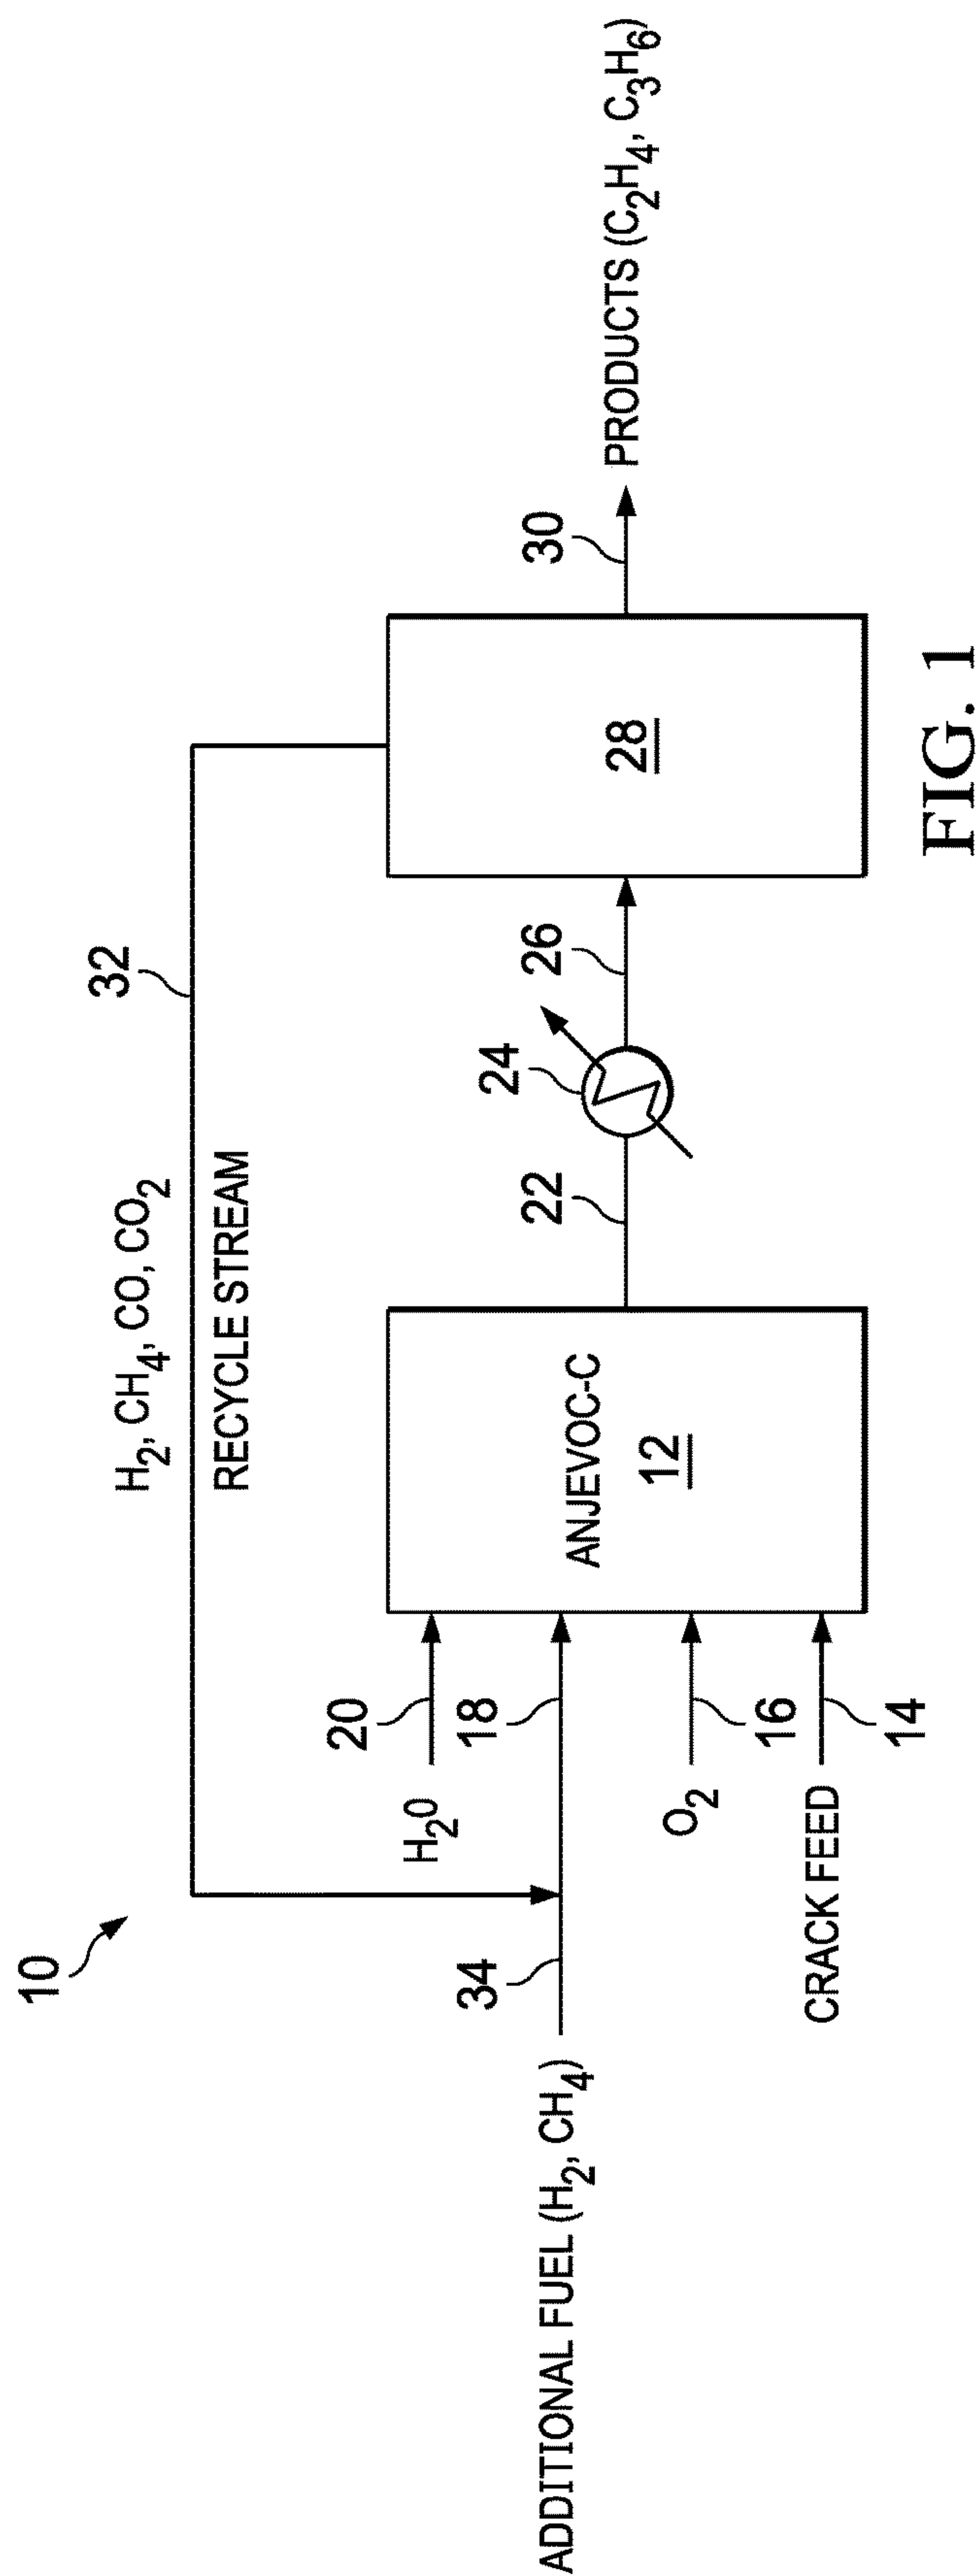 10
32
H₂, CH₄, CO, CO₂
RECYCLE STREAM
ADDITIONAL FUEL (H₂, CH₄)
34
H₂0
20
18
O₂
16
CRACK FEED
14
ANJEVOC-C
12
22
24
26
28
30
PRODUCTS (C₂H₄, C₃H₆)
FIG. 1